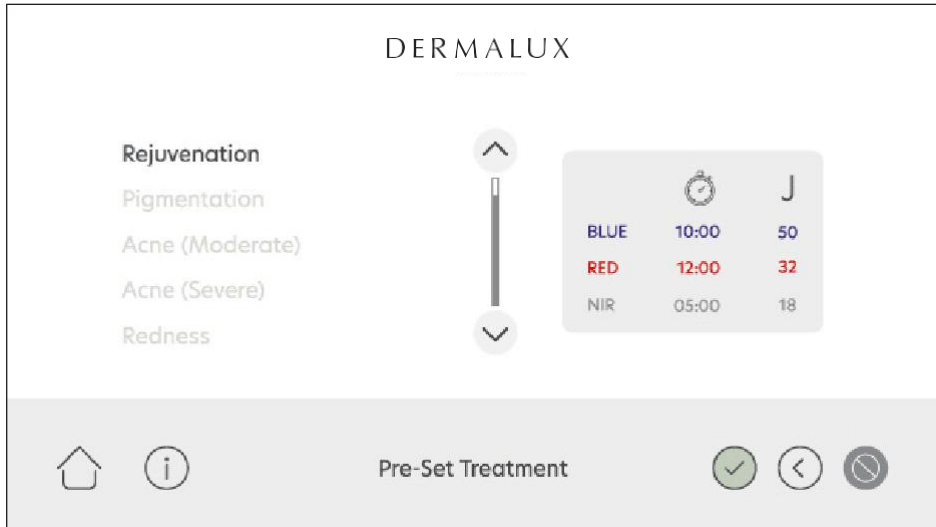 DERMALUX
Rejuvenation
Pigmentation
Acne (Moderate)
Acne (Severe)
Redness
J
BLUE 10:00 50
RED 12:00 32
NIR 05:00 18
Pre-Set Treatment